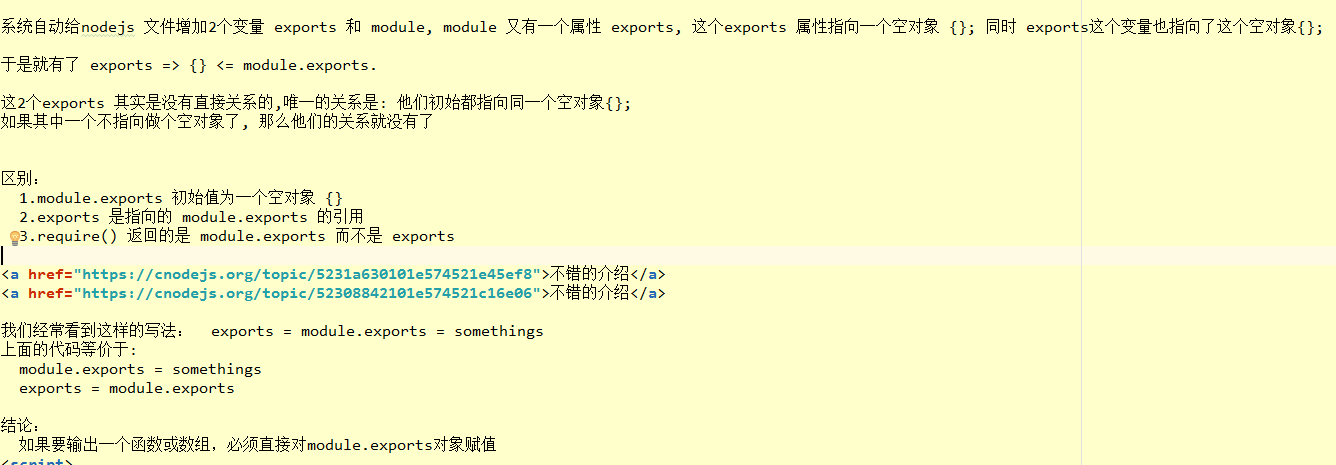 系统自动给nodejs 文件增加2个变量 exports 和 module, module 又有一个属性 exports, 这个exports 属性指向一个空对象 {}; 同时 exports这个变量也指向了这个空对象{};
于是就有了 exports => {} <= module.exports.
这2个exports 其实是没有直接关系的,唯一的关系是: 他们初始都指向同一个空对象{};
如果其中一个不指向做个空对象了, 那么他们的关系就没有了
区别：
1.module.exports 初始值为一个空对象 {}
2.exports 是指向的 module.exports 的引用
3.require() 返回的是 module.exports 而不是 exports
<a href="https://cnodejs.org/topic/5231a630101e574521e45ef8">不错的介绍</a>
<a href="https://cnodejs.org/topic/52308842101e574521c16e06">不错的介绍</a>
我们经常看到这样的写法： exports = module.exports = somethings
上面的代码等价于:
module.exports = somethings
exports = module.exports
结论：
如果要输出一个函数或数组，必须直接对module.exports对象赋值
<script>